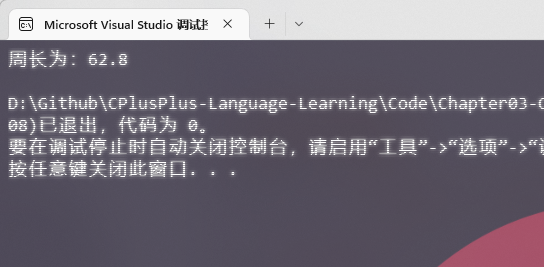 Microsoft Visual Studio 调试控
周长为：62.8
D:\Github\CPlusPlus-Language-Learning\Code\Chapter03-C
08)已退出，代码为 0。
要在调试停止时自动关闭控制台，请启用“工具”->“选项”->“调
按任意键关闭此窗口. . .